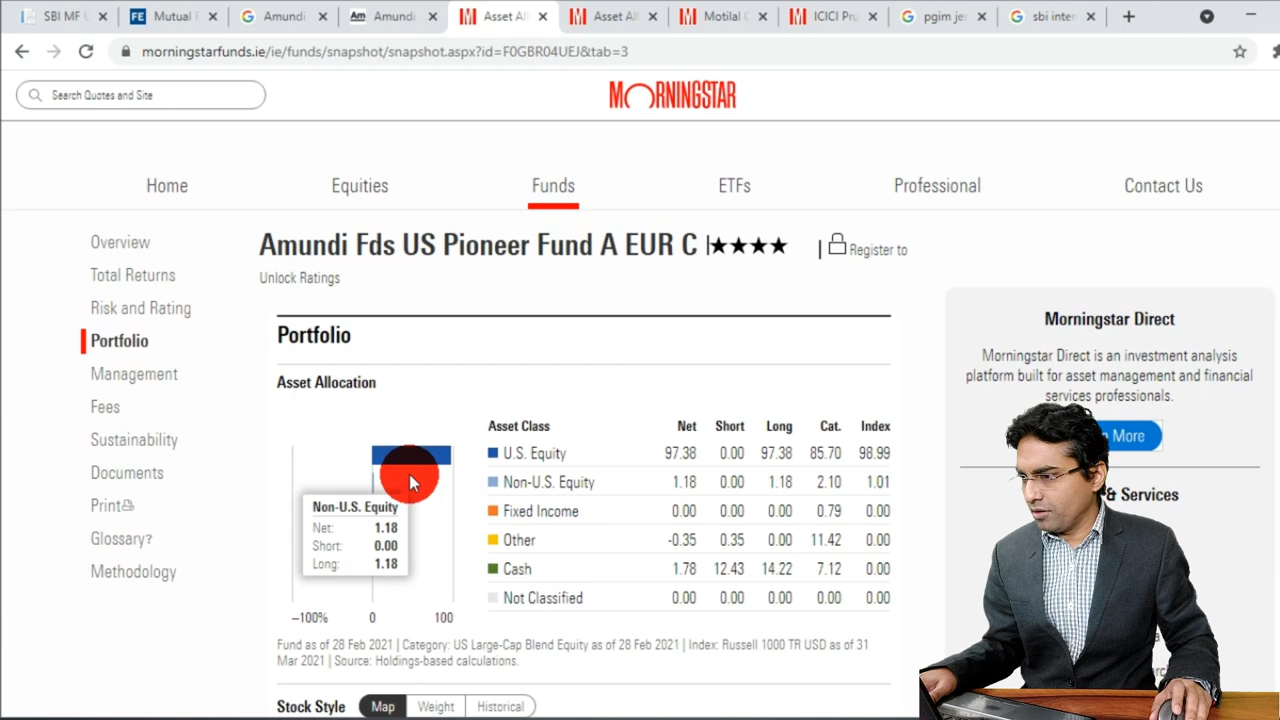 SBI MF U
Mutual F
Amundi
Amundi
Asset All
Asset All
Motilal O
ICICI Pru
pgim je
sbi inter
morningstarfunds.ie/ie/funds/snapshot/snapshot.aspx?id=F0GBR04UEJ&tab=3
Search Quotes and Site
MORNINGSTAR
Home
Equities
Funds
ETFs
Professional
Contact Us
Overview
Total Returns
Risk and Rating
Portfolio
Management
Fees
Sustainability
Documents
Print
Glossary?
Methodology
Amundi Fds US Pioneer Fund A EUR C |★★★★ | Register to
Unlock Ratings
Portfolio
Asset Allocation
Asset Class Net Short Long Cat. Index
U.S. Equity 97.38 0.00 97.38 85.70 98.99
Non-U.S. Equity 1.18 0.00 1.18 2.10 1.01
Fixed Income 0.00 0.00 0.00 0.79 0.00
Other -0.35 0.35 0.00 11.42 0.00
Cash 1.78 12.43 14.22 7.12 0.00
Not Classified 0.00 0.00 0.00 0.00 0.00
Non-U.S. Equity
Net: 1.18
Short: 0.00
Long: 1.18
−100% 0 100
Fund as of 28 Feb 2021 | Category: US Large-Cap Blend Equity as of 28 Feb 2021 | Index: Russell 1000 TR USD as of 31
Mar 2021 | Source: Holdings-based calculations.
Stock Style Map Weight Historical
Morningstar Direct
Morningstar Direct is an investment analysis
platform built for asset management and financial
services professionals.
More
& Services